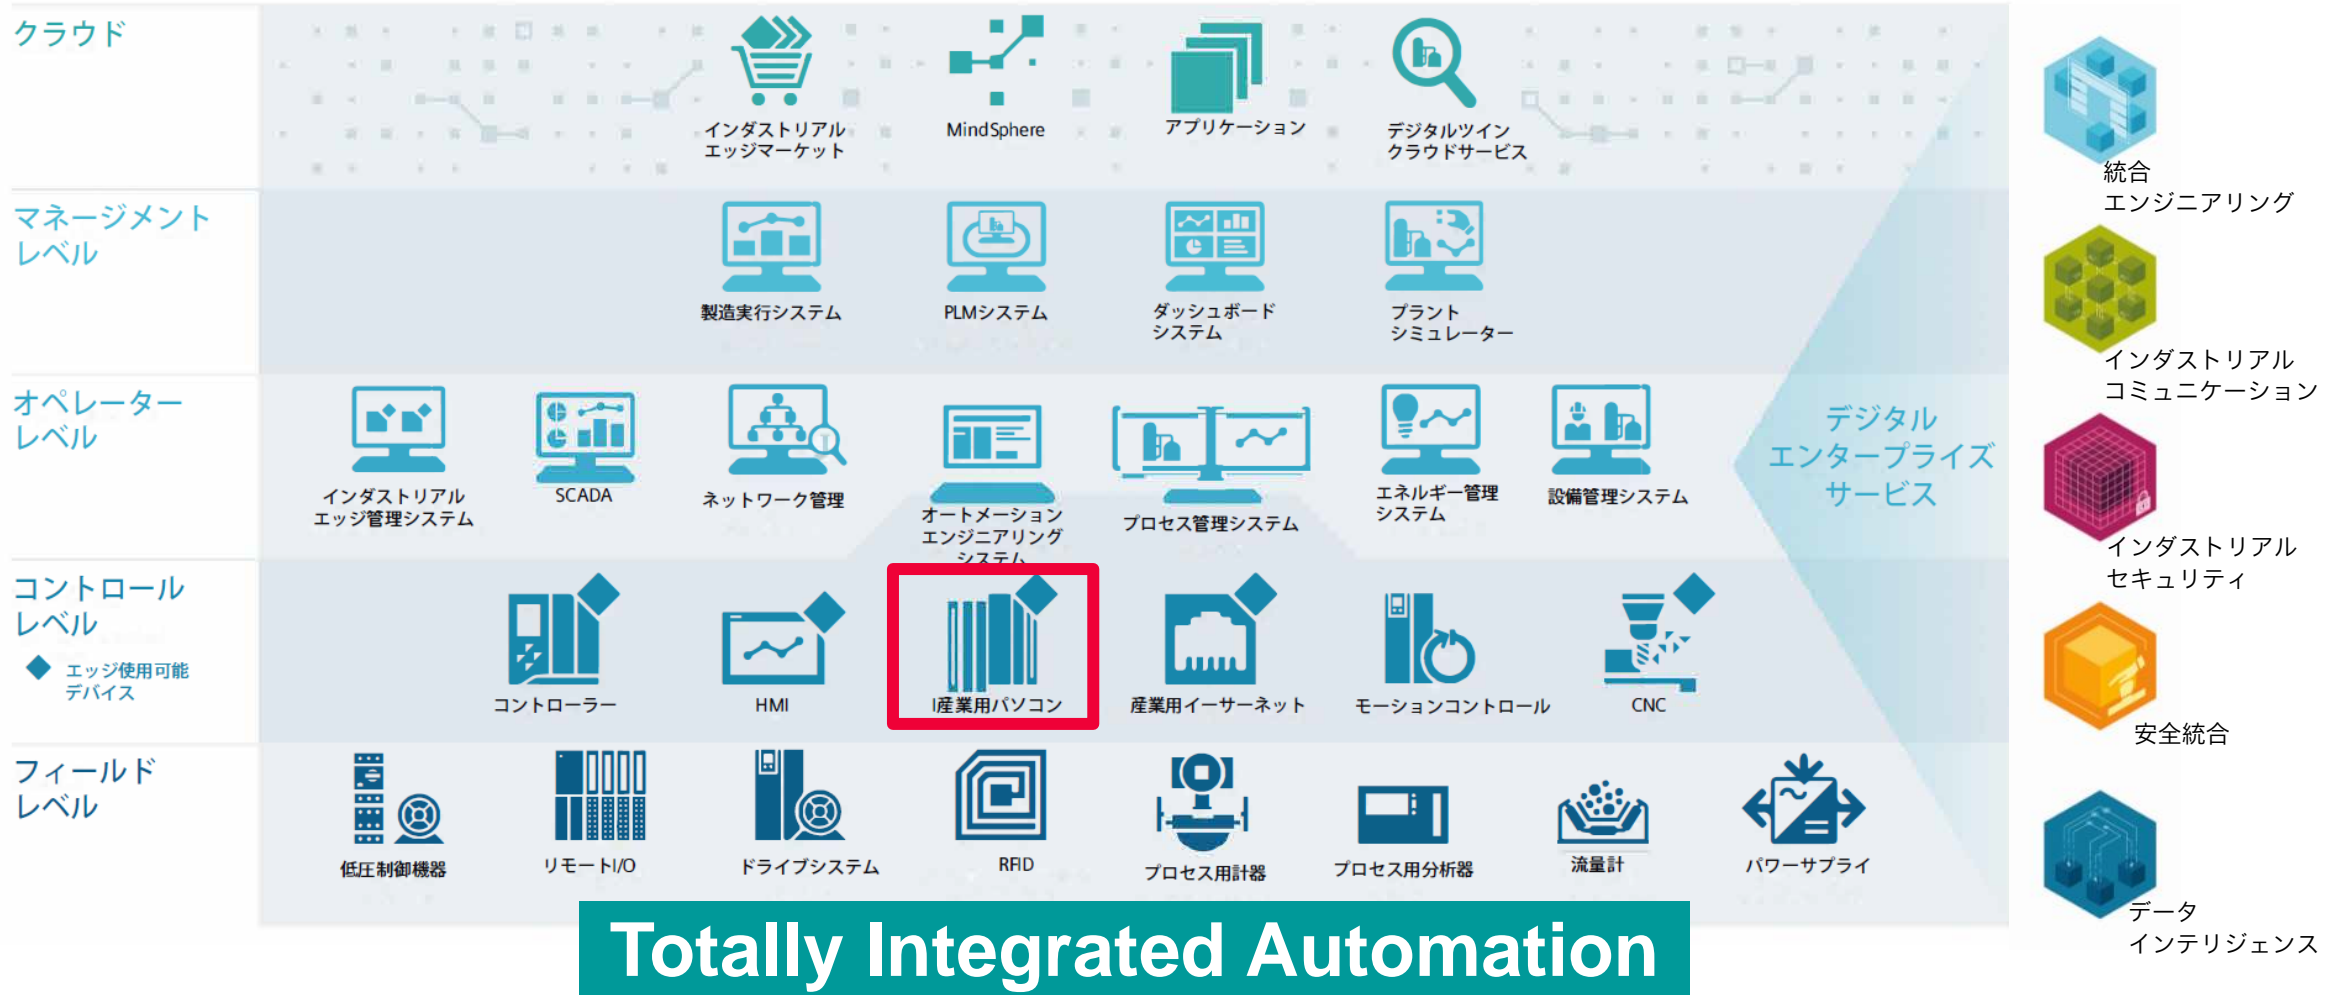 クラウド
インダストリアル
エッジマーケット
MindSphere
アプリケーション
デジタルツイン
クラウドサービス
マネージメント
レベル
製造実行システム
PLMシステム
ダッシュボード
システム
プラント
シミュレーター
オペレーター
レベル
インダストリアル
エッジ管理システム
SCADA
ネットワーク管理
オートメーション
エンジニアリング
システム
プロセス管理システム
エネルギー管理
システム
設備管理システム
デジタル
エンタープライズ
サービス
コントロール
レベル
エッジ使用可能
デバイス
コントローラー
HMI
I産業用パソコン
産業用イーサーネット
モーションコントロール
CNC
フィールド
レベル
低圧制御機器
リモートI/O
ドライブシステム
RFID
プロセス用計器
プロセス用分析器
流量計
パワーサプライ
統合
エンジニアリング
インダストリアル
コミュニケーション
インダストリアル
セキュリティ
安全統合
データ
インテリジェンス
Totally Integrated Automation